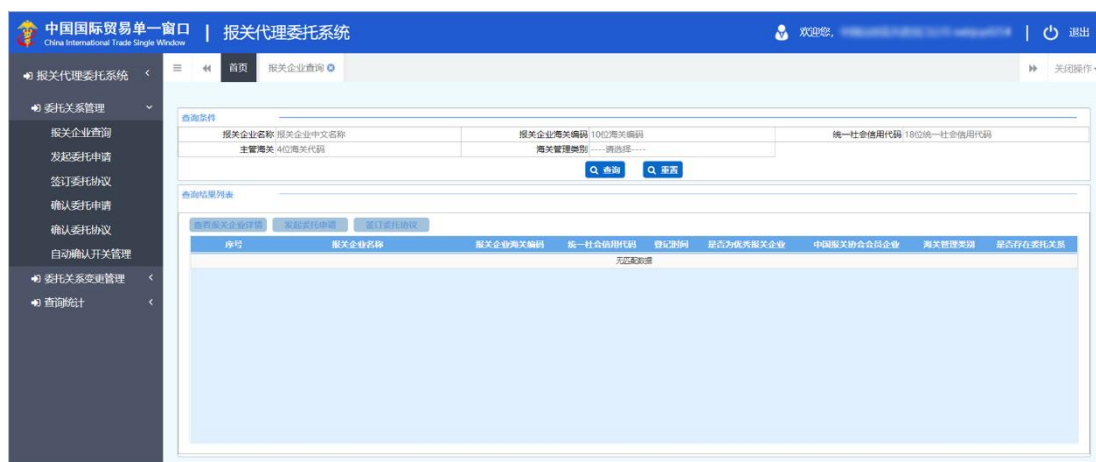 中国国际贸易单一窗口 | 报关代理委托系统
China International Trade Single Window
欢迎您,
退出
报关代理委托系统
首页
报关企业查询
关闭操作
委托关系管理
报关企业查询
发起委托申请
签订委托协议
确认委托申请
确认委托协议
自动确认开关管理
委托关系变更管理
查询统计
查询条件
报关企业名称 报关企业中文名称 报关企业海关编码 10位海关编码 统一社会信用代码 18位统一社会信用代码
主管海关 4位海关代码 海关管理类别 ----请选择----
查询 重置
查询结果列表
查看报关企业详情 发起委托申请 签订委托协议
序号 报关企业名称 报关企业海关编码 统一社会信用代码 登记时间 是否为优秀报关企业 中国报关协会会员企业 海关管理类别 是否存在委托关系
无匹配数据